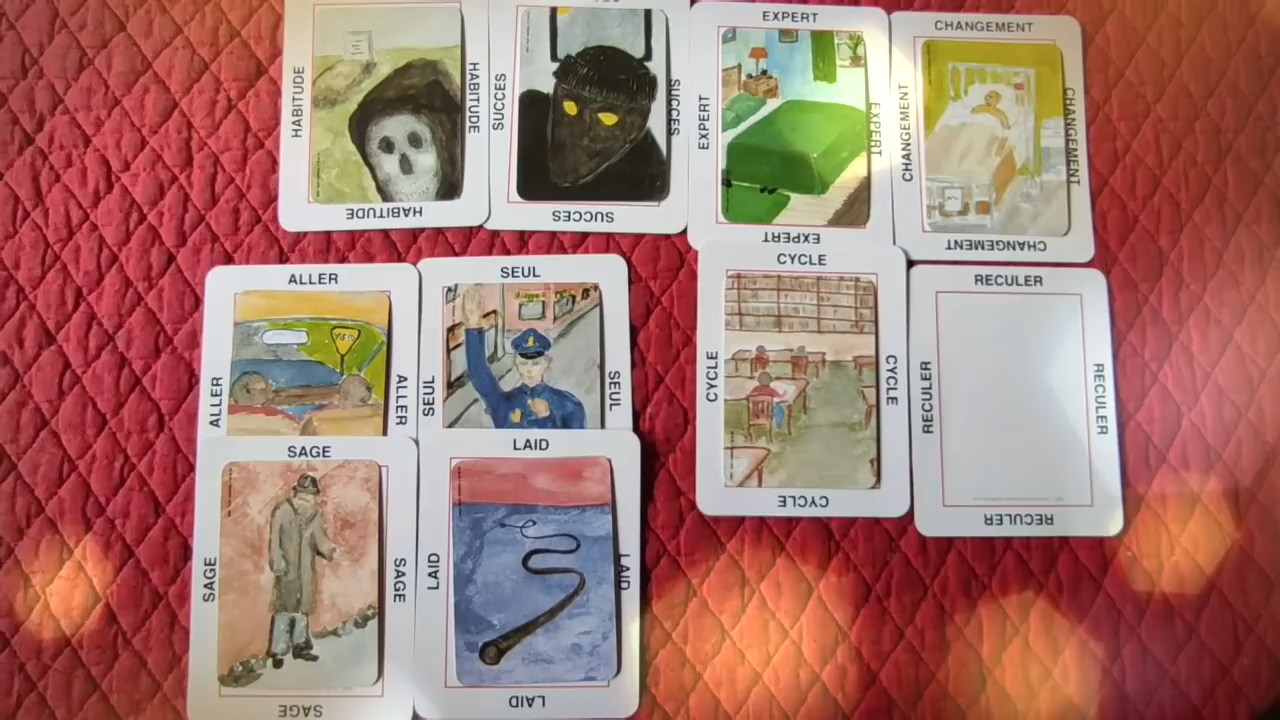 HABITUDE
HABITUDE
HABITUDE
SUCCES
SUCCES
SUCCES
EXPERT
EXPERT
EXPERT
EXPERT
CHANGEMENT
CHANGEMENT
CHANGEMENT
CHANGEMENT
ALLER
ALLER
ALLER
YIELD
SEUL
SEUL
SEUL
CYCLE
CYCLE
CYCLE
CYCLE
RECULER
RECULER
RECULER
RECULER
SAGE
SAGE
SAGE
SAGE
LAID
LAID
LAID
LAID